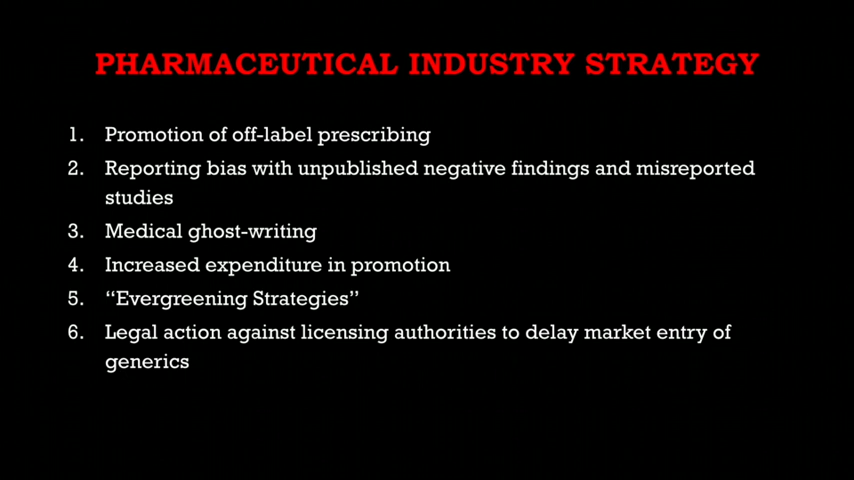 PHARMACEUTICAL INDUSTRY STRATEGY
1. Promotion of off-label prescribing
2. Reporting bias with unpublished negative findings and misreported
studies
3. Medical ghost-writing
4. Increased expenditure in promotion
5. “Evergreening Strategies”
6. Legal action against licensing authorities to delay market entry of
generics